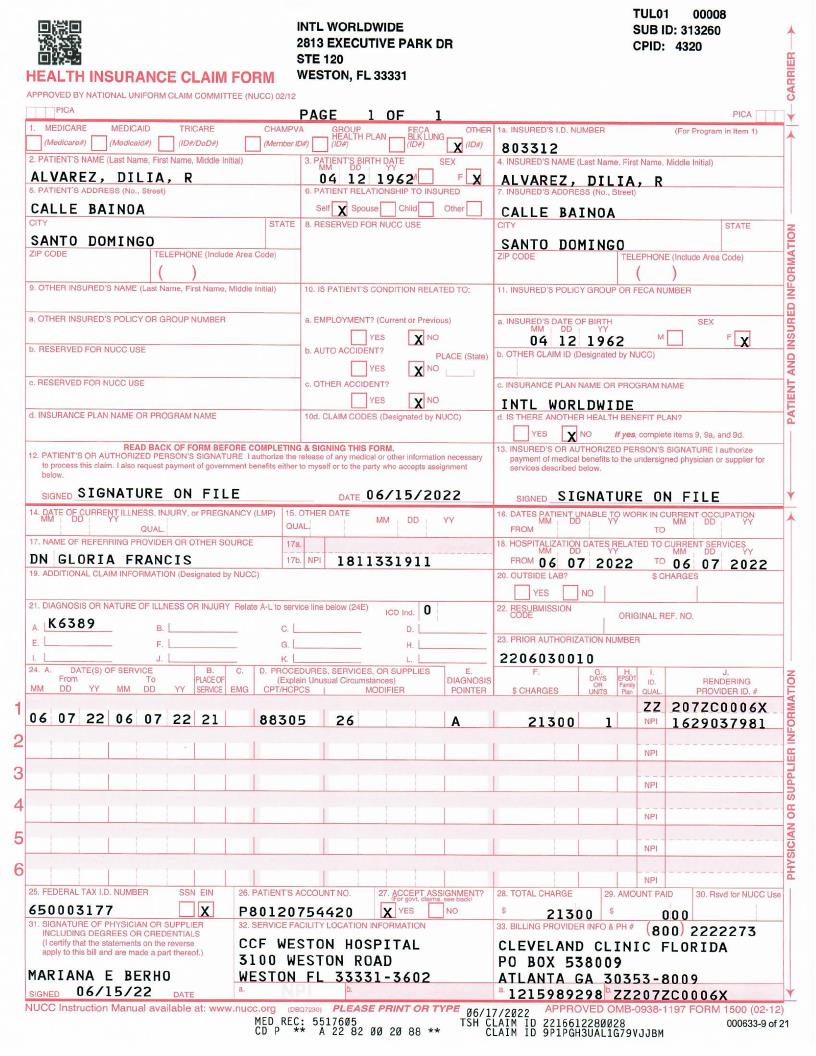 INTL WORLDWIDE
2813 EXECUTIVE PARK DR
STE 120
WESTON, FL 33331
TUL01 00008
SUB ID: 313260
CPID: 4320
HEALTH INSURANCE CLAIM FORM
APPROVED BY NATIONAL UNIFORM CLAIM COMMITTEE (NUCC) 02/12
PICA PAGE 1 OF 1 PICA
CARRIER
1. MEDICARE MEDICAID TRICARE CHAMPVA GROUP HEALTH PLAN FECA BLK LUNG OTHER
(Medicare#) (Medicaid#) (ID#/DoD#) (Member ID#) (ID#) (ID#) X (ID#)
1a. INSURED'S I.D. NUMBER (For Program in Item 1)
803312
2. PATIENT'S NAME (Last Name, First Name, Middle Initial)
ALVAREZ, DILIA, R
3. PATIENT'S BIRTH DATE SEX
MM DD YY
04 12 1962 M F X
4. INSURED'S NAME (Last Name, First Name, Middle Initial)
ALVAREZ, DILIA, R
5. PATIENT'S ADDRESS (No., Street)
CALLE BAINOA
6. PATIENT RELATIONSHIP TO INSURED
Self X Spouse Child Other
7. INSURED'S ADDRESS (No., Street)
CALLE BAINOA
CITY STATE
SANTO DOMINGO
8. RESERVED FOR NUCC USE
CITY STATE
SANTO DOMINGO
ZIP CODE TELEPHONE (Include Area Code)
( )
ZIP CODE TELEPHONE (Include Area Code)
( )
9. OTHER INSURED'S NAME (Last Name, First Name, Middle Initial)
10. IS PATIENT'S CONDITION RELATED TO:
11. INSURED'S POLICY GROUP OR FECA NUMBER
a. OTHER INSURED'S POLICY OR GROUP NUMBER
a. EMPLOYMENT? (Current or Previous)
YES X NO
a. INSURED'S DATE OF BIRTH SEX
MM DD YY
04 12 1962 M F X
b. RESERVED FOR NUCC USE
b. AUTO ACCIDENT? PLACE (State)
YES X NO
b. OTHER CLAIM ID (Designated by NUCC)
c. RESERVED FOR NUCC USE
c. OTHER ACCIDENT?
YES X NO
c. INSURANCE PLAN NAME OR PROGRAM NAME
INTL WORLDWIDE
d. INSURANCE PLAN NAME OR PROGRAM NAME
10d. CLAIM CODES (Designated by NUCC)
d. IS THERE ANOTHER HEALTH BENEFIT PLAN?
YES X NO If yes, complete items 9, 9a, and 9d.
PATIENT AND INSURED INFORMATION
READ BACK OF FORM BEFORE COMPLETING & SIGNING THIS FORM.
12. PATIENT'S OR AUTHORIZED PERSON'S SIGNATURE I authorize the release of any medical or other information necessary
to process this claim. I also request payment of government benefits either to myself or to the party who accepts assignment
below.
SIGNED SIGNATURE ON FILE DATE 06/15/2022
13. INSURED'S OR AUTHORIZED PERSON'S SIGNATURE I authorize
payment of medical benefits to the undersigned physician or supplier for
services described below.
SIGNED SIGNATURE ON FILE
14. DATE OF CURRENT ILLNESS, INJURY, or PREGNANCY (LMP)
MM DD YY
QUAL.
15. OTHER DATE
QUAL. MM DD YY
16. DATES PATIENT UNABLE TO WORK IN CURRENT OCCUPATION
MM DD YY MM DD YY
FROM TO
17. NAME OF REFERRING PROVIDER OR OTHER SOURCE
DN GLORIA FRANCIS
17a.
17b. NPI 1811331911
18. HOSPITALIZATION DATES RELATED TO CURRENT SERVICES
MM DD YY MM DD YY
FROM 06 07 2022 TO 06 07 2022
19. ADDITIONAL CLAIM INFORMATION (Designated by NUCC)
20. OUTSIDE LAB? $ CHARGES
YES NO
21. DIAGNOSIS OR NATURE OF ILLNESS OR INJURY Relate A-L to service line below (24E) ICD Ind. 0
A. K6389 B. C. D.
E. F. G. H.
I. J. K. L.
22. RESUBMISSION CODE ORIGINAL REF. NO.
23. PRIOR AUTHORIZATION NUMBER
2206030010
24. A. DATE(S) OF SERVICE B. C. D. PROCEDURES, SERVICES, OR SUPPLIES E. F. G. H. I. J.
From To PLACE OF (Explain Unusual Circumstances) DIAGNOSIS DAYS OR UNITS EPSDT Family Plan ID. RENDERING
MM DD YY MM DD YY SERVICE EMG CPT/HCPCS MODIFIER POINTER $ CHARGES QUAL. PROVIDER ID. #
ZZ 207ZC0006X
1 06 07 22 06 07 22 21 88305 26 A 21300 1 NPI 1629037981
2 NPI
3 NPI
4 NPI
5 NPI
6 NPI
PHYSICIAN OR SUPPLIER INFORMATION
25. FEDERAL TAX I.D. NUMBER SSN EIN
650003177 X
26. PATIENT'S ACCOUNT NO.
P80120754420
27. ACCEPT ASSIGNMENT?
(For govt. claims, see back)
X YES NO
28. TOTAL CHARGE
$ 21300
29. AMOUNT PAID
$ 000
30. Rsvd for NUCC Use
31. SIGNATURE OF PHYSICIAN OR SUPPLIER
INCLUDING DEGREES OR CREDENTIALS
(I certify that the statements on the reverse
apply to this bill and are made a part thereof.)
MARIANA E BERHO
SIGNED 06/15/22 DATE
32. SERVICE FACILITY LOCATION INFORMATION
CCF WESTON HOSPITAL
3100 WESTON ROAD
WESTON FL 33331-3602
a. NPI b.
33. BILLING PROVIDER INFO & PH # (800) 2222273
CLEVELAND CLINIC FLORIDA
PO BOX 538009
ATLANTA GA 30353-8009
a. 1215989298 b. ZZ207ZC0006X
NUCC Instruction Manual available at: www.nucc.org (DBQ7230) PLEASE PRINT OR TYPE APPROVED OMB-0938-1197 FORM 1500 (02-12)
06/17/2022
MED REC: 5517605 TSH CLAIM ID Z216612280028
CD P ** A 22 82 00 20 88 ** CLAIM ID 9P1PGH3UAL1G79VJJBM
000633-9 of 21